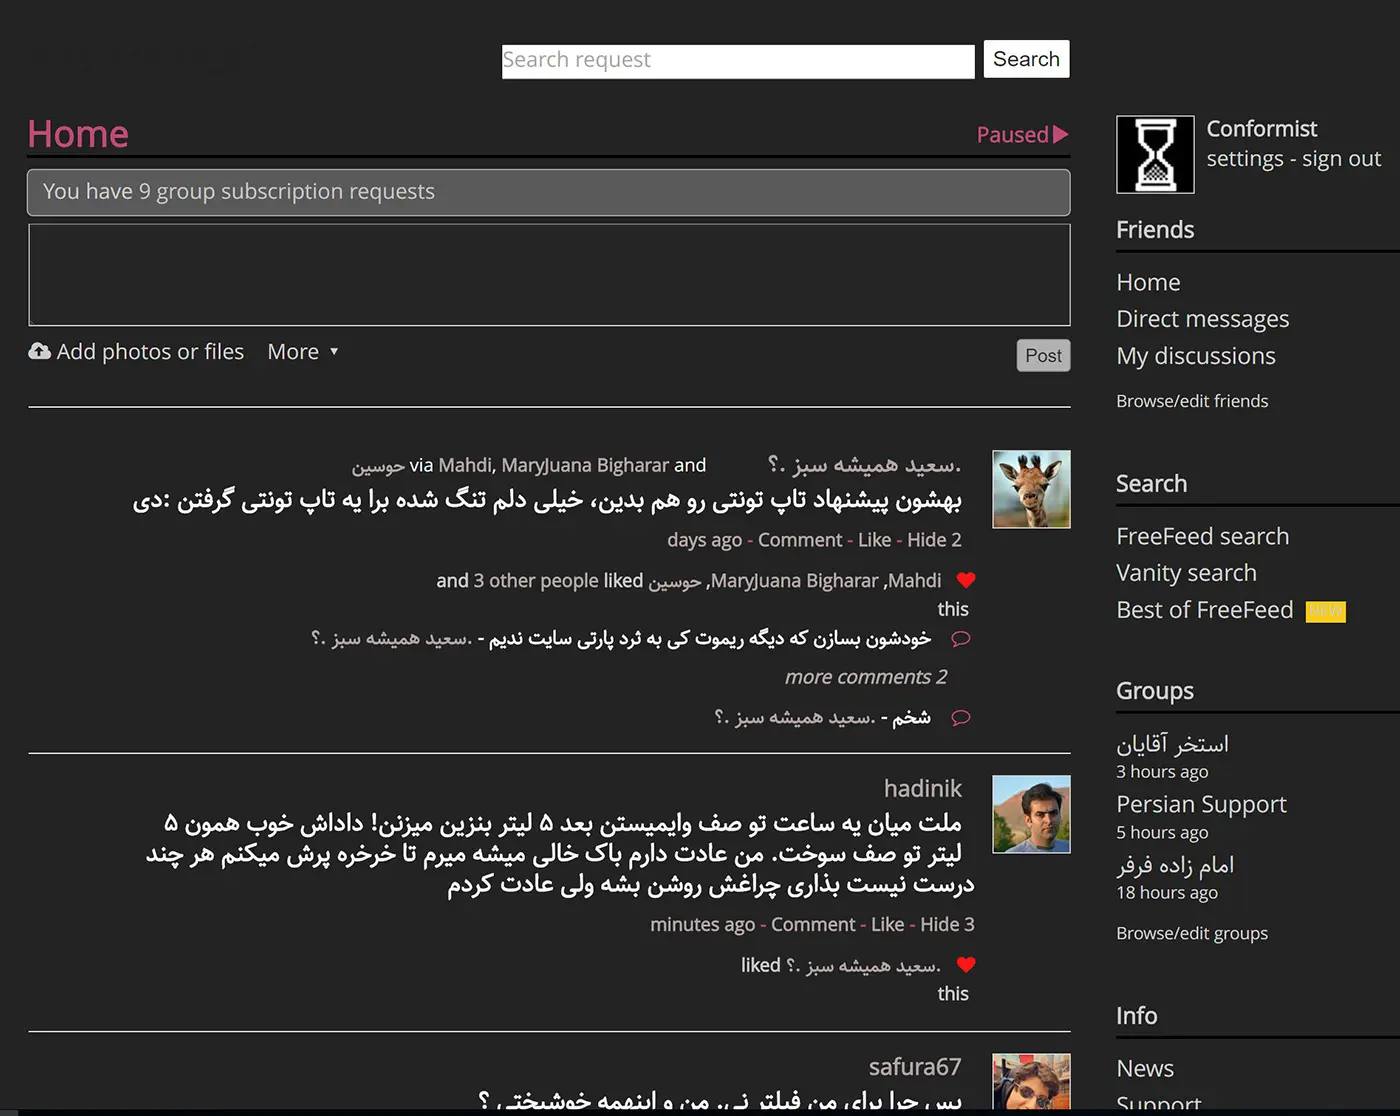 Search request
Search
Home
Paused
You have 9 group subscription requests
Add photos or files
More
Post
.سعید همیشه سبز .؟
via Mahdi, MaryJuana Bigharar and حوسین
بهشون پیشنهاد تاپ تونتی رو هم بدین، خیلی دلم تنگ شده برا یه تاپ تونتی گرفتن :دی
days ago - Comment - Like - Hide 2
and 3 other people liked حوسین ,MaryJuana Bigharar ,Mahdi
this
خودشون بسازن که دیگه ریموت کی به ثرد پارتی سایت ندیم - .سعید همیشه سبز .؟
more comments 2
شخم - .سعید همیشه سبز .؟
hadinik
ملت میان یه ساعت تو صف وایمیستن بعد ۵ لیتر بنزین میزنن! داداش خوب همون ۵
لیتر تو صف سوخت. من عادت دارم باک خالی میشه میرم تا خرخره پرش میکنم هر چند
درست نیست بذاری چراغش روشن بشه ولی عادت کردم
minutes ago - Comment - Like - Hide 3
liked .سعید همیشه سبز .؟
this
safura67
پس چرا برای من فیلتر نی. من و اینهمه خوشبختی ؟
Conformist
settings - sign out
Friends
Home
Direct messages
My discussions
Browse/edit friends
Search
FreeFeed search
Vanity search
Best of FreeFeed NEW
Groups
استخر آقایان
3 hours ago
Persian Support
5 hours ago
امام زاده فرفر
18 hours ago
Browse/edit groups
Info
News
Support